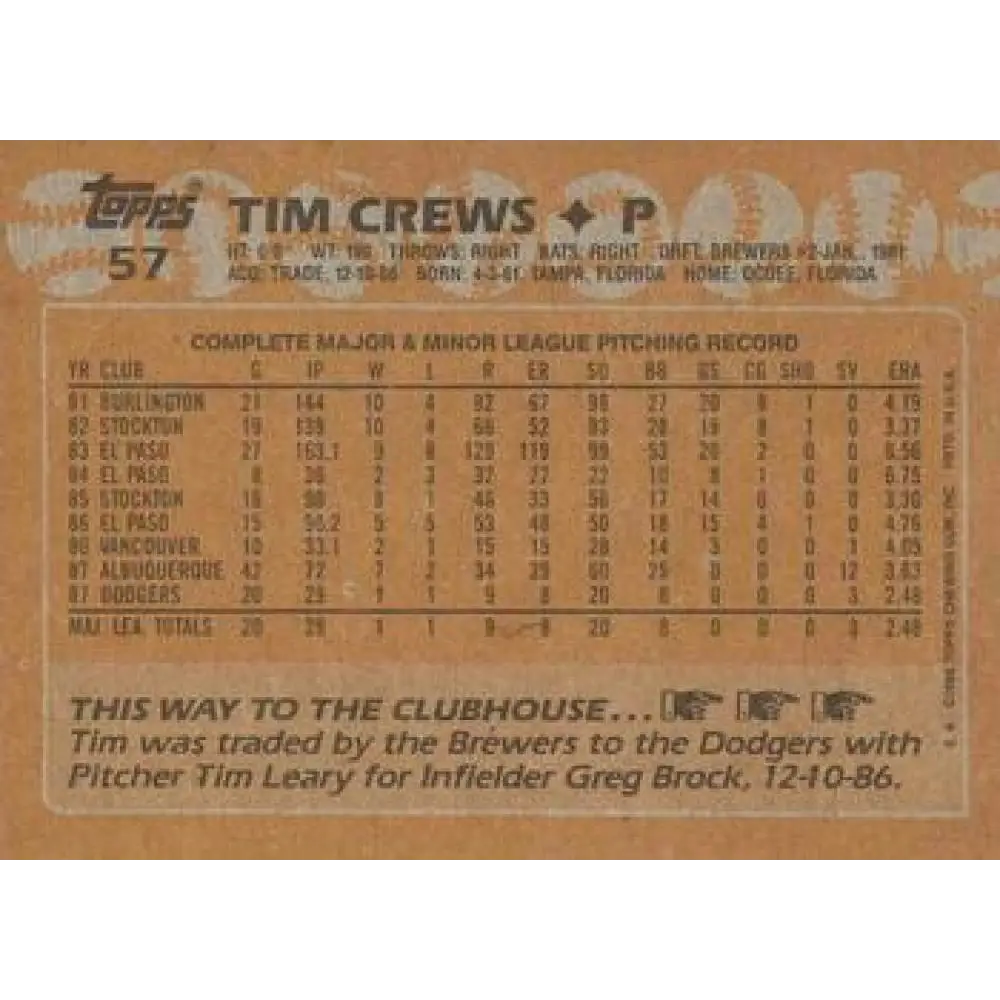 Topps TIM CREWS ✦ P
57 HT: 6'0" WT: 190 THROWS: RIGHT BATS: RIGHT DRFT: BREWERS #2-JAN., 1981
ACQ: TRADE, 12-10-86 BORN: 4-3-61 TAMPA, FLORIDA HOME: OCOEE, FLORIDA
COMPLETE MAJOR & MINOR LEAGUE PITCHING RECORD
YR CLUB G IP W L R ER SO BB GS CG SHO SV ERA
81 BURLINGTON 21 144 10 4 82 67 98 27 20 8 1 0 4.19
82 STOCKTON 19 139 10 4 66 52 83 28 19 8 1 0 3.37
83 EL PASO 27 163.1 9 8 129 119 99 53 20 2 0 0 6.56
84 EL PASO 8 36 2 3 37 27 22 10 8 1 0 0 6.75
85 STOCKTON 18 90 8 1 46 33 56 17 14 0 0 3.30
86 EL PASO 15 90.2 5 5 53 48 50 18 15 4 1 0 4.76
86 VANCOUVER 10 33.1 2 1 15 15 28 14 3 0 0 1 4.05
87 ALBUQUERQUE 42 72 7 2 34 29 60 25 0 0 0 12 3.63
87 DODGERS 20 29 1 1 9 8 20 8 0 0 0 3 2.48
MAJ. LEA. TOTALS 20 29 1 1 9 8 20 8 0 0 0 3 2.48
THIS WAY TO THE CLUBHOUSE...
Tim was traded by the Brewers to the Dodgers with
Pitcher Tim Leary for Infielder Greg Brock, 12-10-86.
TOPPS CHEWING GUM, INC. PRTD. IN U.S.A.